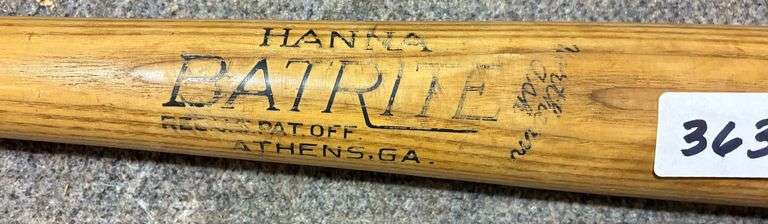 HANNA
BATRITE
REG.U.S.PAT OFF
ATHENS, GA.
363